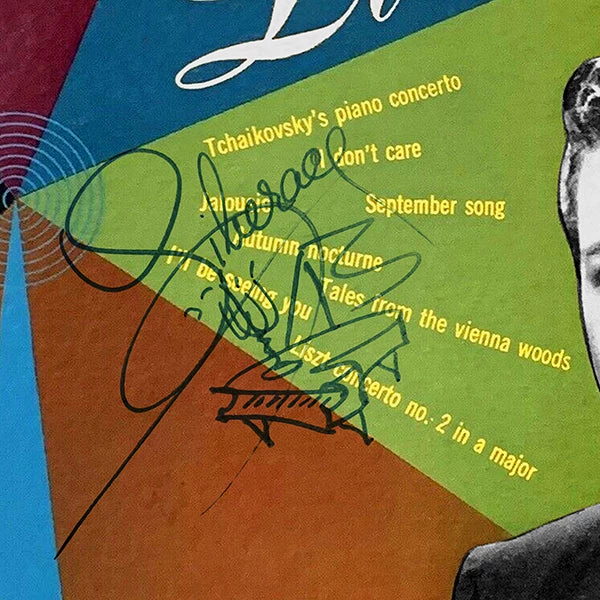 Tchaikovsky's piano concerto
I don't care
Jalousie
September song
autumn nocturne
I'll be seeing you
Tales from the vienna woods
Liszt concerto no. 2 in a major
Liberace